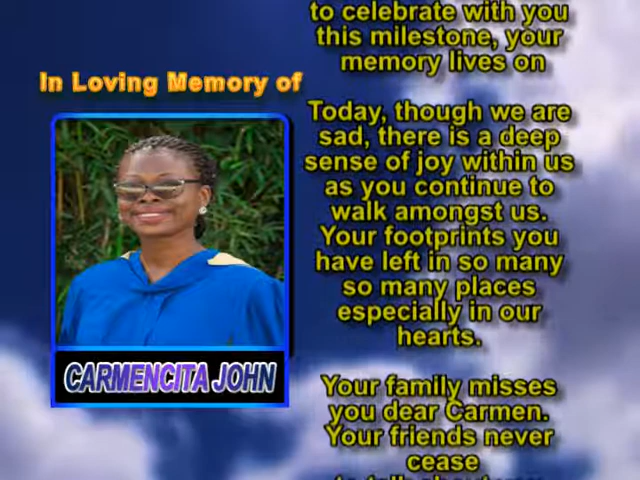 In Loving Memory of
CARMENCITA JOHN
to celebrate with you
this milestone, your
memory lives on
Today, though we are
sad, there is a deep
sense of joy within us
as you continue to
walk amongst us.
Your footprints you
have left in so many
so many places
especially in our
hearts.
Your family misses
you dear Carmen.
Your friends never
cease